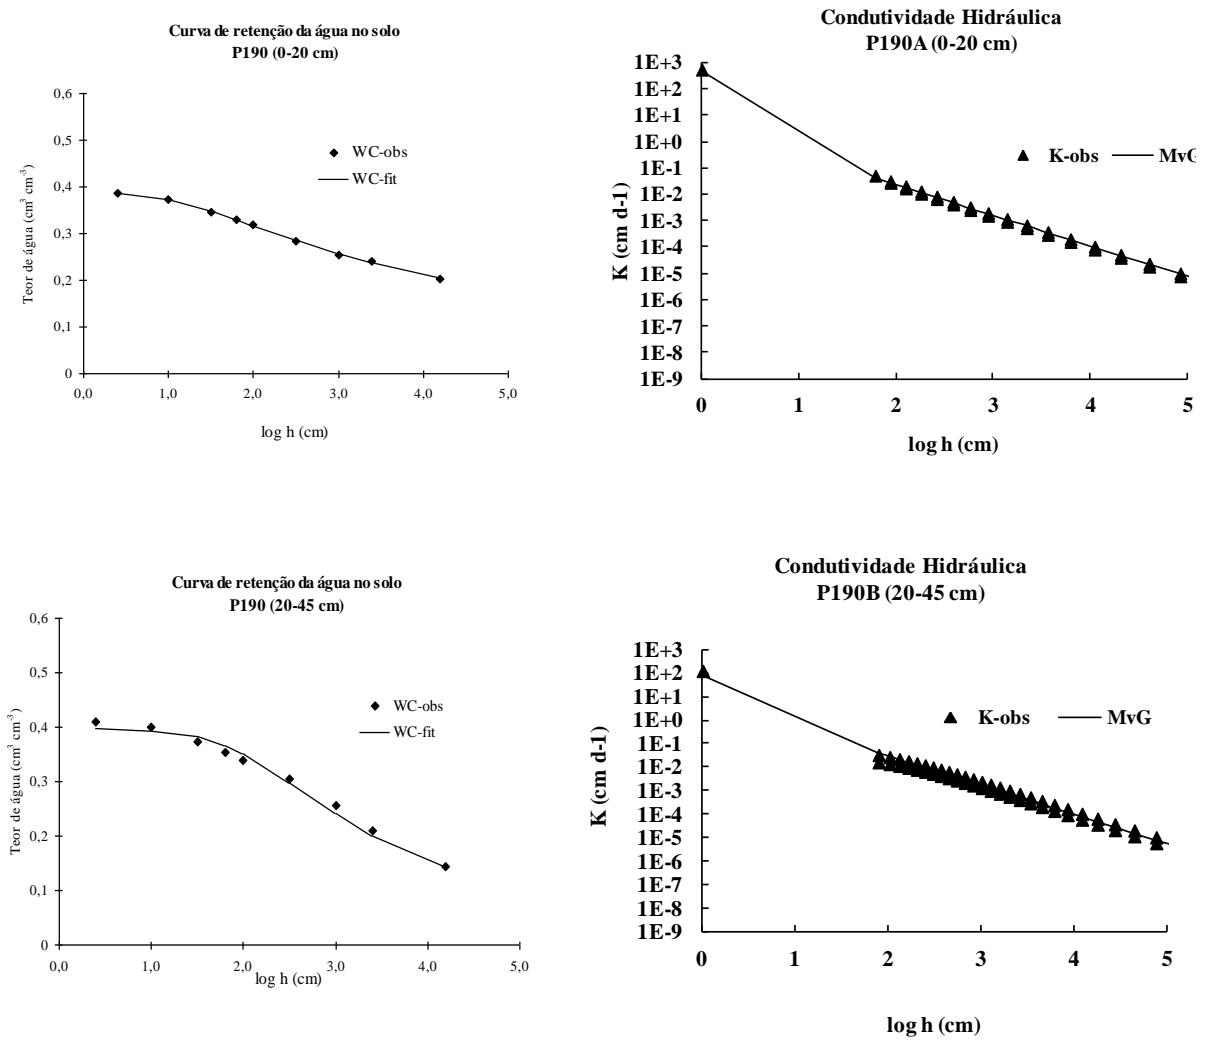 Curva de retenção da água no solo
P190 (0-20 cm)
0,6
0,5
0,4
0,3
0,2
0,1
0
0,0 1,0 2,0 3,0 4,0 5,0
Teor de água (cm³ cm⁻³)
log h (cm)
WC-obs
WC-fit
Condutividade Hidráulica
P190A (0-20 cm)
1E+3
1E+2
1E+1
1E+0
1E-1
1E-2
1E-3
1E-4
1E-5
1E-6
1E-7
1E-8
1E-9
0 1 2 3 4 5
K (cm d-1)
log h (cm)
K-obs MvG
Curva de retenção da água no solo
P190 (20-45 cm)
0,6
0,5
0,4
0,3
0,2
0,1
0
0,0 1,0 2,0 3,0 4,0 5,0
Teor de água (cm³ cm⁻³)
log h (cm)
WC-obs
WC-fit
Condutividade Hidráulica
P190B (20-45 cm)
1E+3
1E+2
1E+1
1E+0
1E-1
1E-2
1E-3
1E-4
1E-5
1E-6
1E-7
1E-8
1E-9
0 1 2 3 4 5
K (cm d-1)
log h (cm)
K-obs MvG